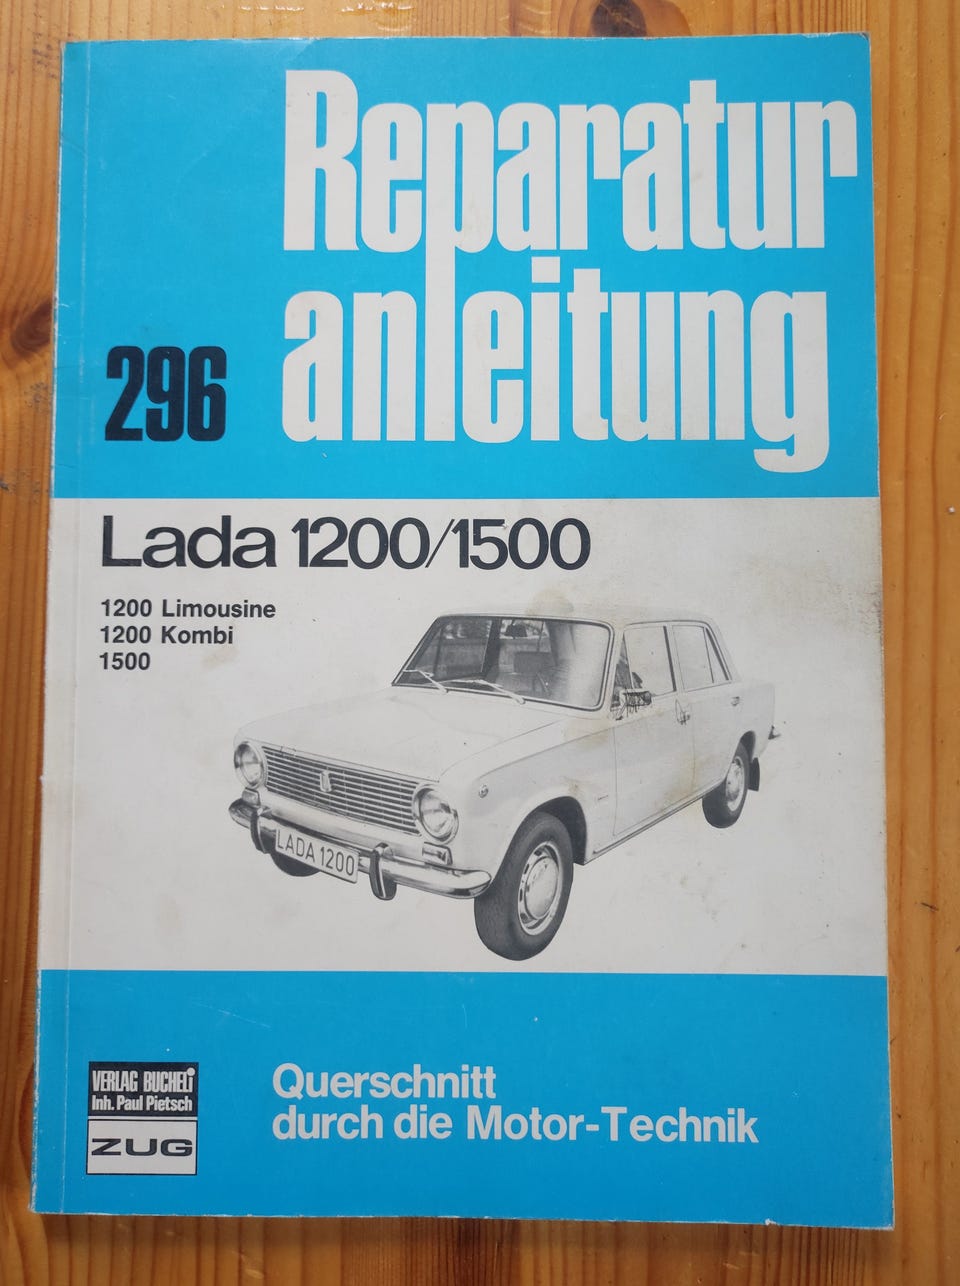 Reparatur
anleitung
296
Lada 1200/1500
1200 Limousine
1200 Kombi
1500
LADA 1200
VERLAG BUCHELi
Inh. Paul Pietsch
ZUG
Querschnitt
durch die Motor-Technik